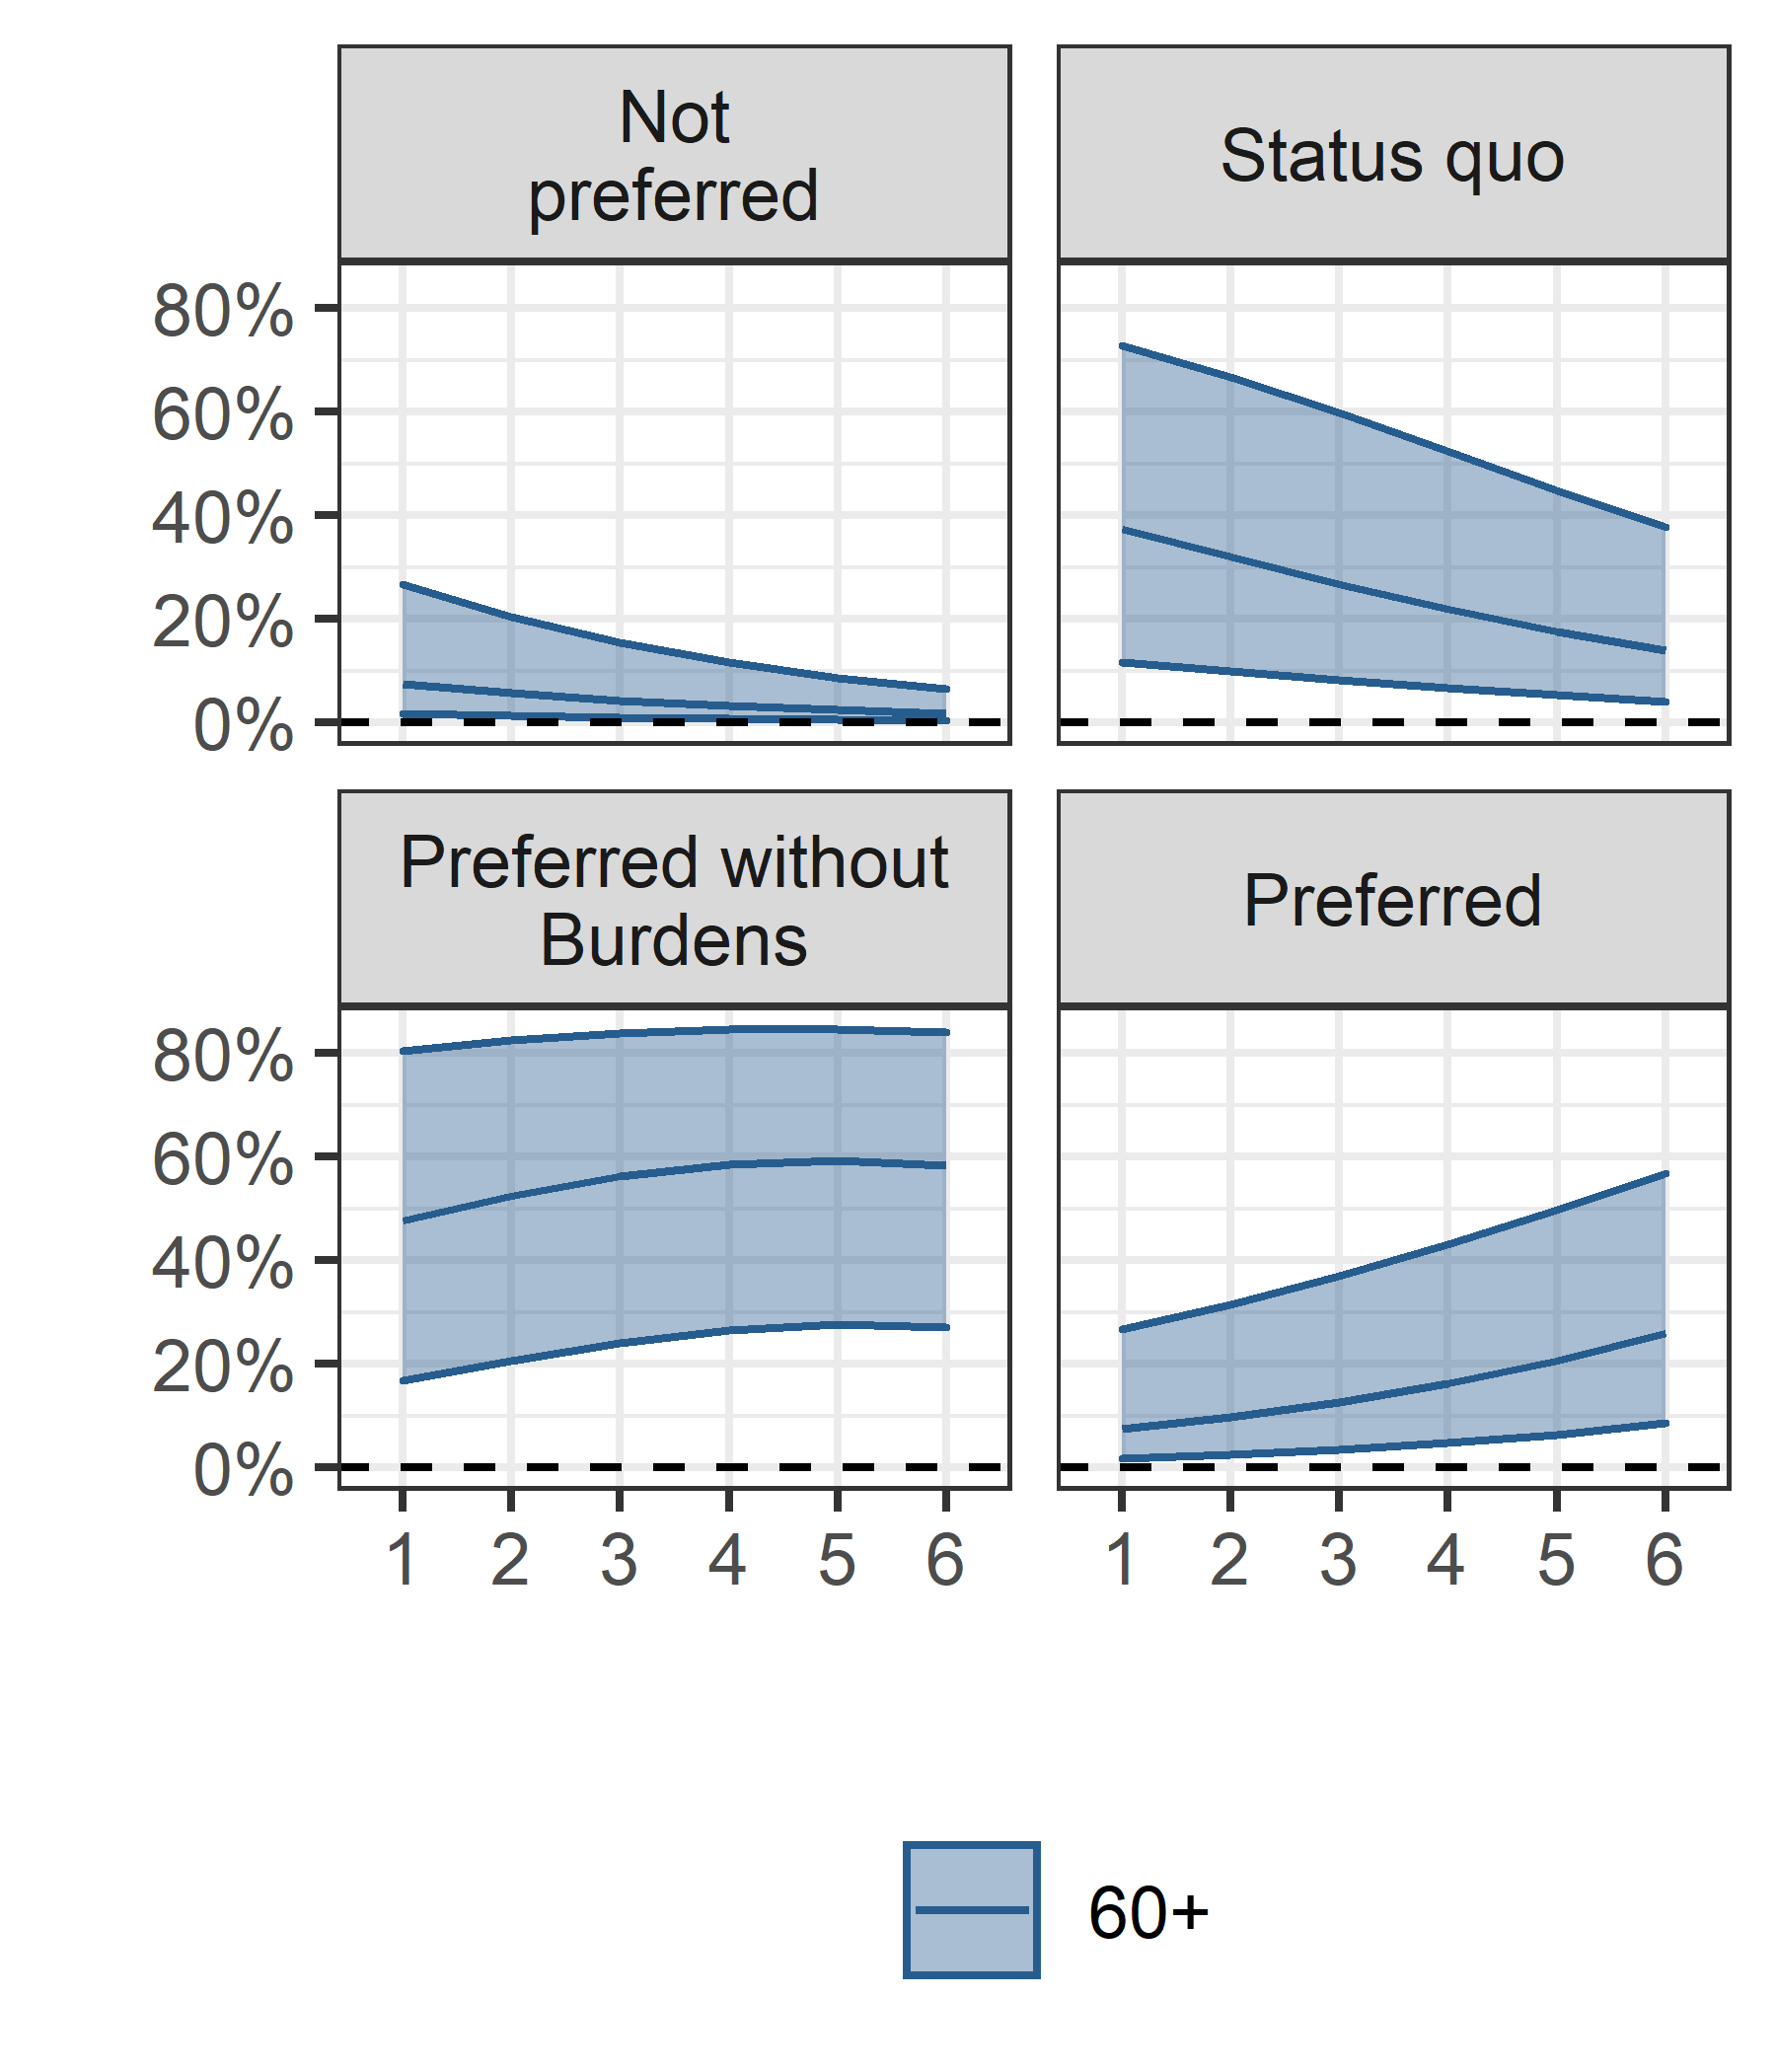 Not
preferred
Status quo
80%
60%
40%
20%
0%
Preferred without
Burdens
Preferred
80%
60%
40%
20%
0%
1 2 3 4 5 6
1 2 3 4 5 6
60+